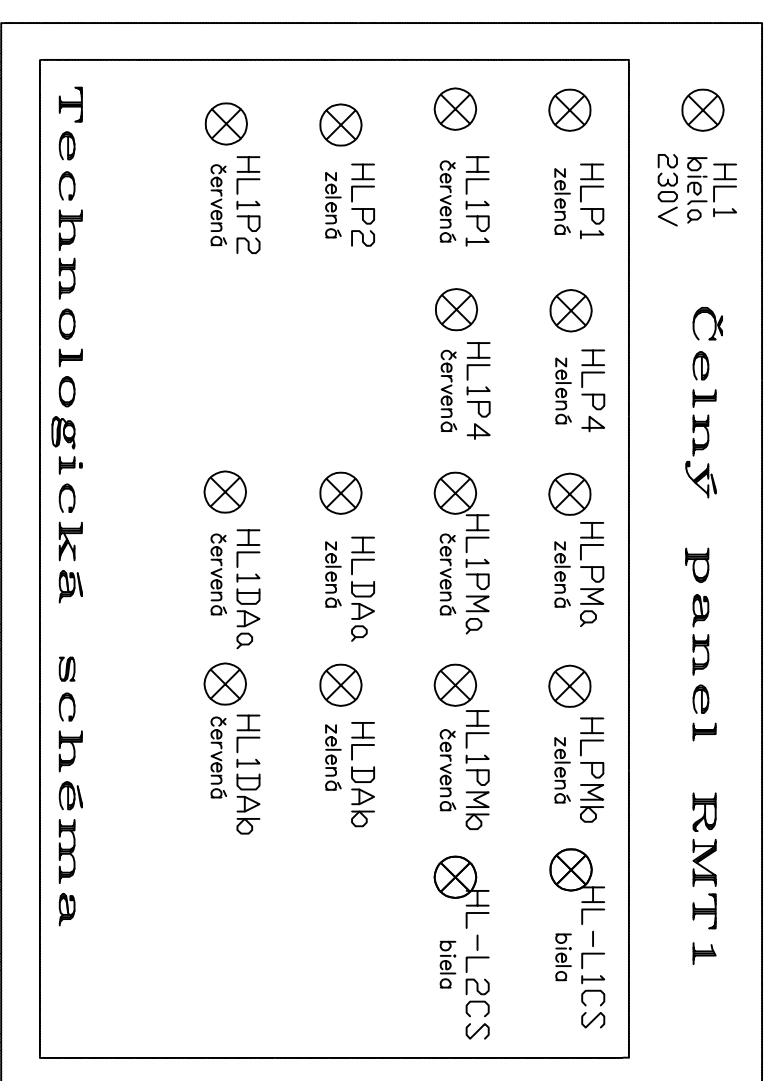 HL1
biela
230V
Čelný panel RMT1
HLP1
zelená
HLP4
zelená
HLPMa
zelená
HLPMb
zelená
HL-L1CS
biela
HL1P1
červená
HL1P4
červená
HL1PMa
červená
HL1PMb
červená
HL-L2CS
biela
HLP2
zelená
HLDAa
zelená
HLDAb
zelená
HL1P2
červená
HL1DAa
červená
HL1DAb
červená
Technologická schéma